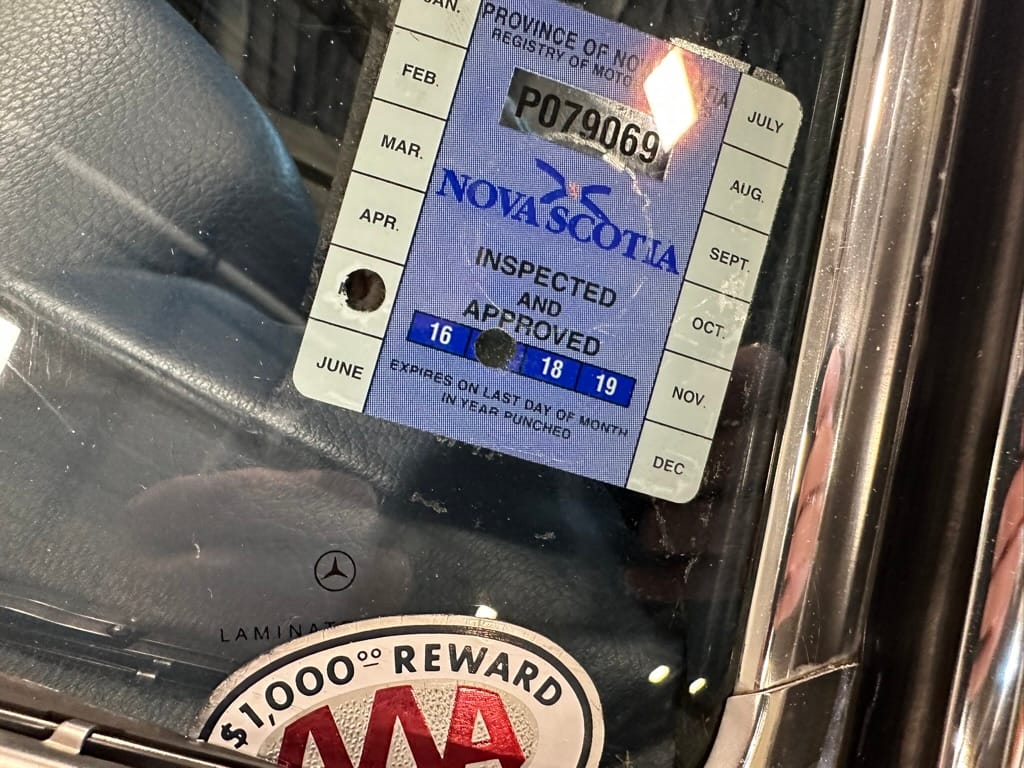 JAN.
FEB.
MAR.
APR.
JUNE
PROVINCE OF NO
REGISTRY OF MOTO
P079069
NOVA SCOTIA
INSPECTED
AND
APPROVED
16 18 19
EXPIRES ON LAST DAY OF MONTH
IN YEAR PUNCHED
JULY
AUG.
SEPT.
OCT.
NOV.
DEC
LAMINAT
$1,000.00 REWARD
AAA